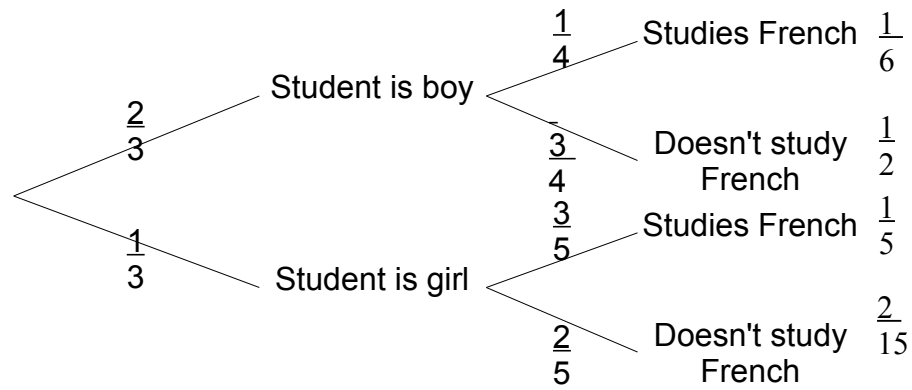 1/4
Studies French 1/6
Student is boy
2/3
3/4
Doesn't study 1/2
French
3/5
Studies French 1/5
1/3
Student is girl
2/5
Doesn't study 2/15
French